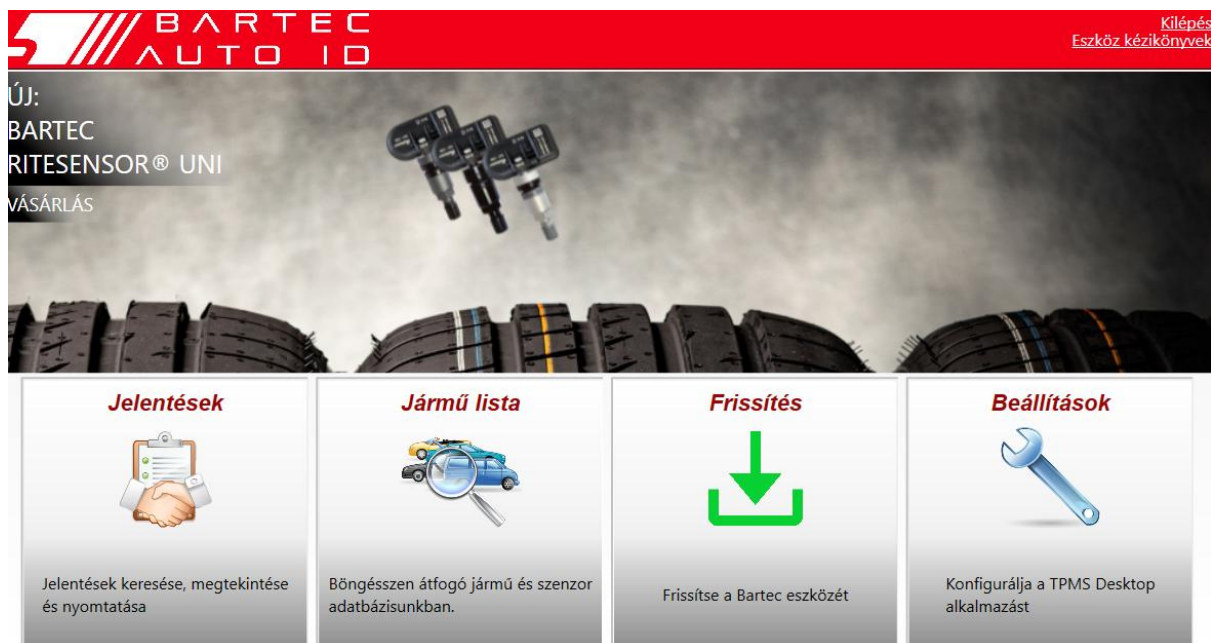 BARTEC
AUTO ID
Kilépés
Eszköz kézikönyvek
ÚJ:
BARTEC
RITESENSOR® UNI
VÁSÁRLÁS
Jelentések
Jármű lista
Frissítés
Beállítások
Jelentések keresése, megtekintése
és nyomtatása
Böngésszen átfogó jármű és szenzor
adatbázisunkban.
Frissítse a Bartec eszközét
Konfigurálja a TPMS Desktop
alkalmazást